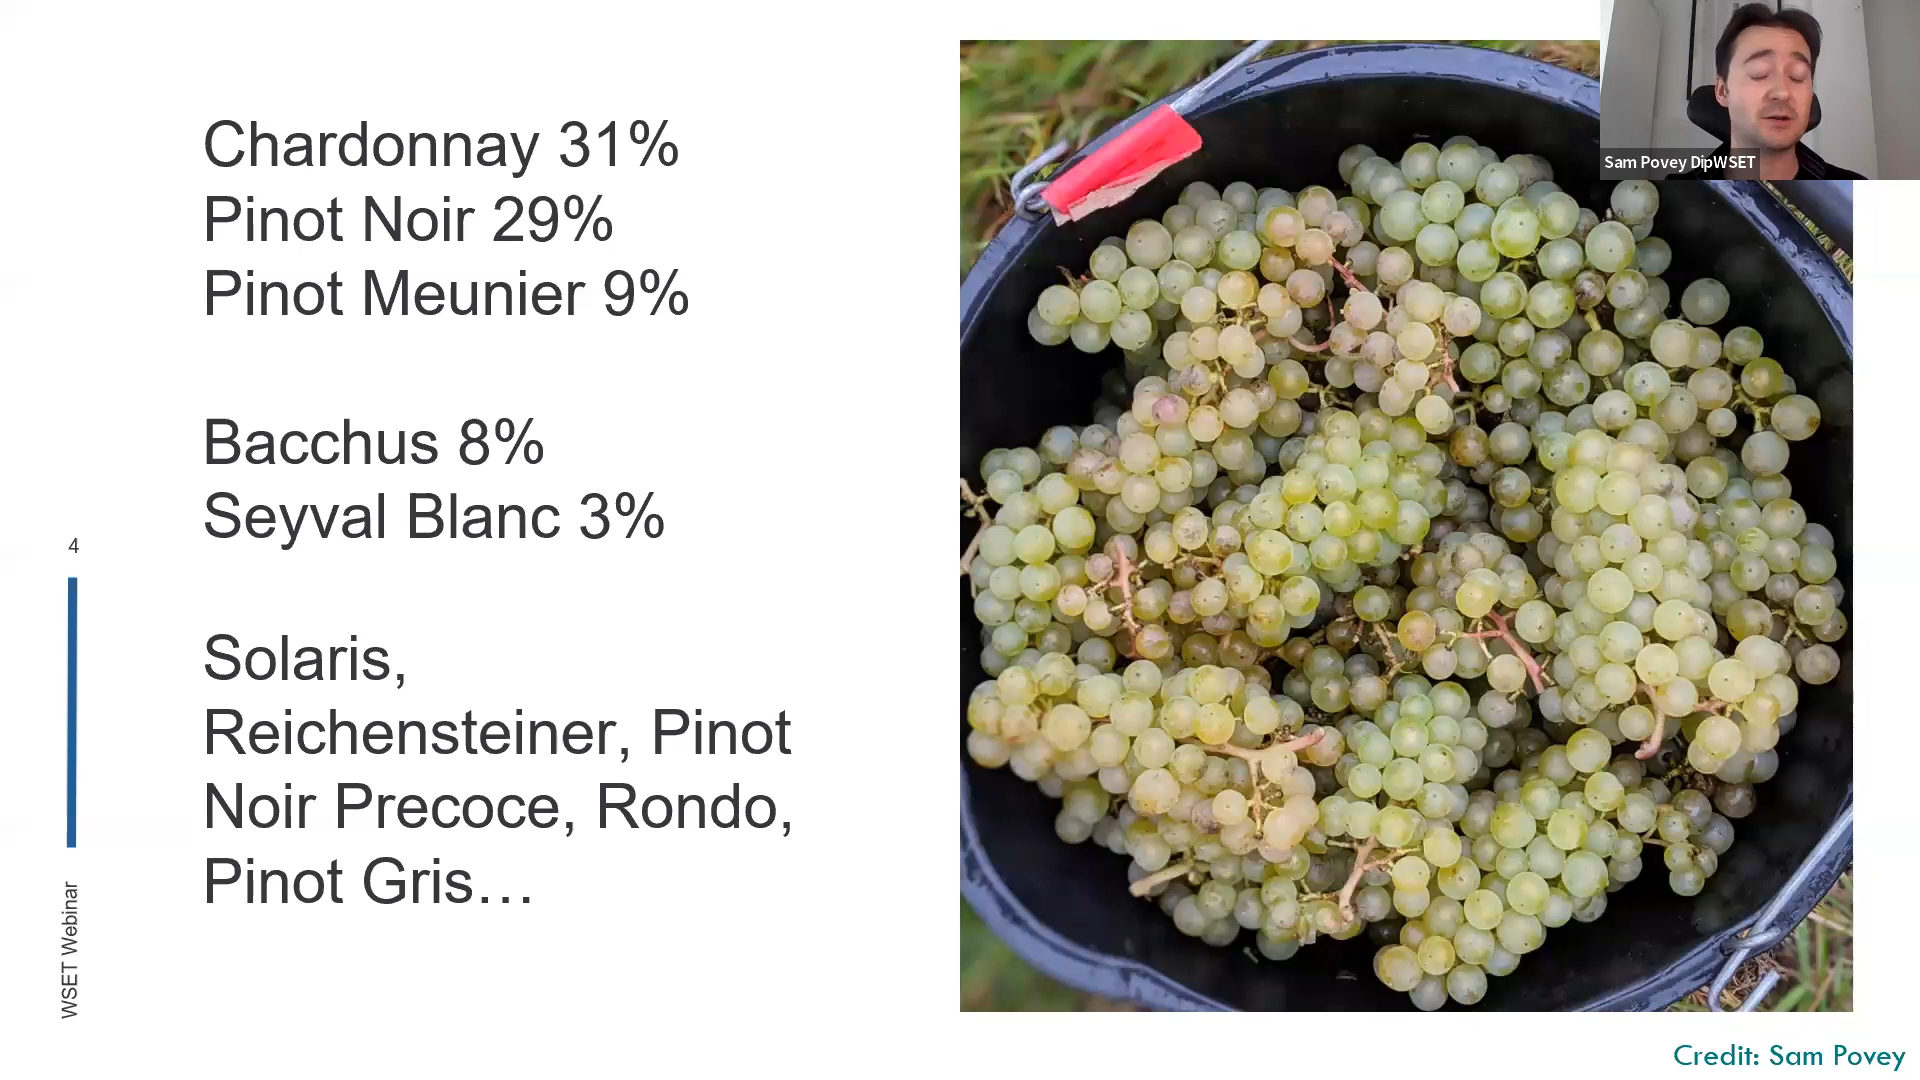 Chardonnay 31%
Pinot Noir 29%
Pinot Meunier 9%
Bacchus 8%
Seyval Blanc 3%
Solaris,
Reichensteiner, Pinot
Noir Precoce, Rondo,
Pinot Gris…
4
WSET Webinar
Sam Povey DipWSET
Credit: Sam Povey